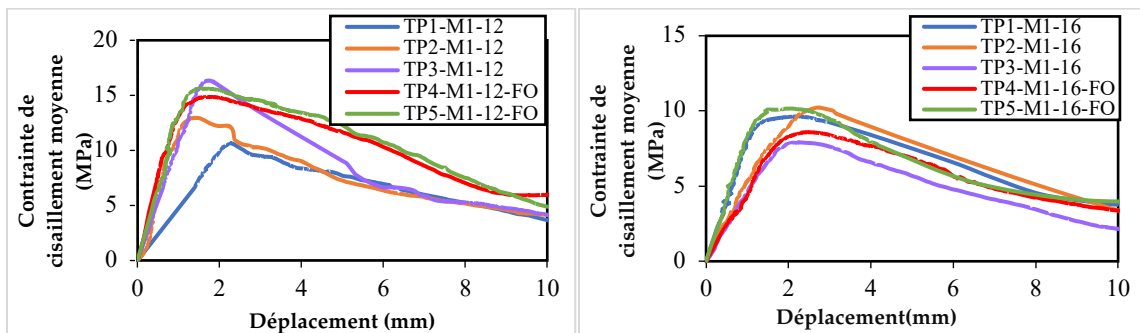 TP1-M1-12
TP2-M1-12
TP3-M1-12
TP4-M1-12-FO
TP5-M1-12-FO
20
15
10
5
0
Contrainte de
cisaillement moyenne
(MPa)
0
2
4
6
8
10
Déplacement (mm)
TP1-M1-16
TP2-M1-16
TP3-M1-16
TP4-M1-16-FO
TP5-M1-16-FO
15
10
5
0
Contrainte de
cisaillement moyenne
(MPa)
0
2
4
6
8
10
Déplacement(mm)